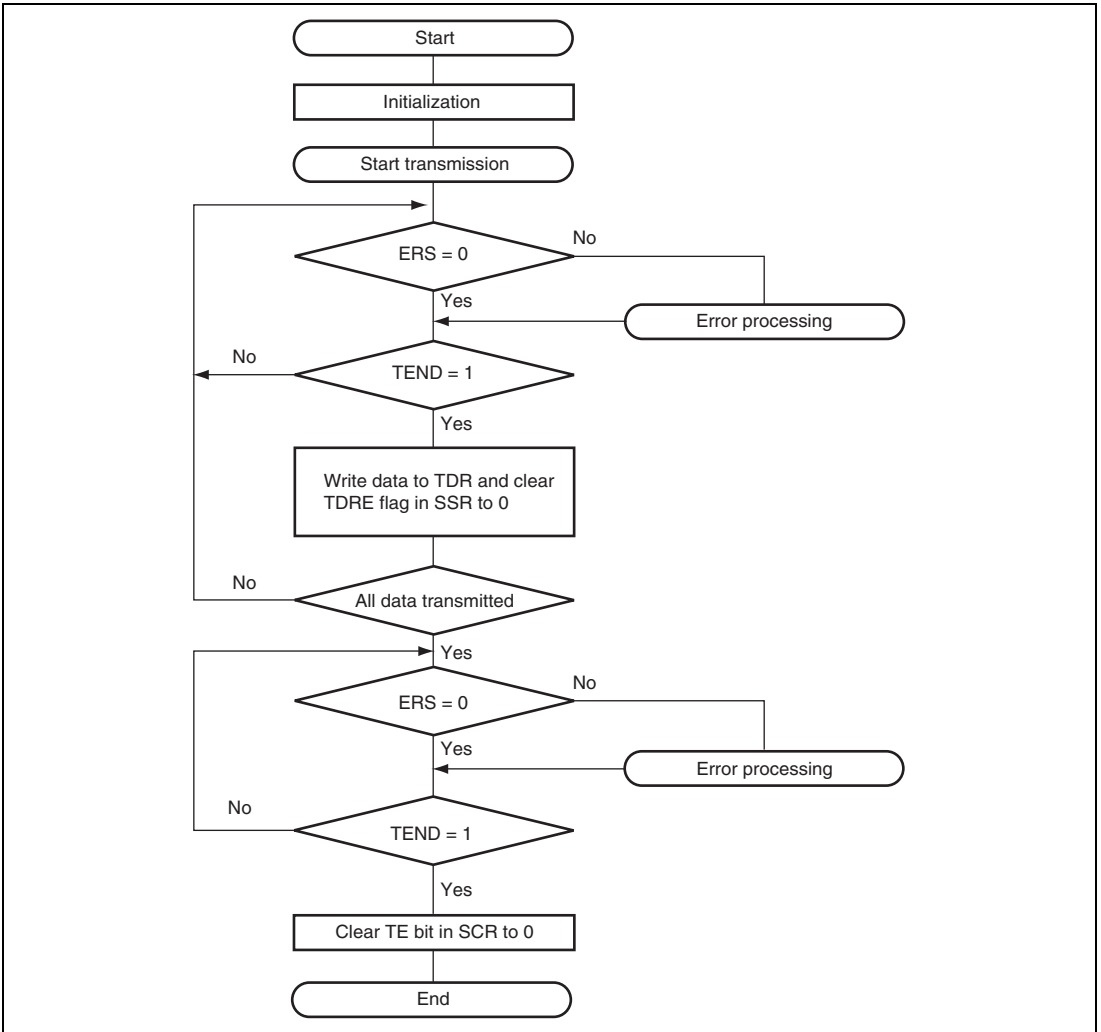 Start
Initialization
Start transmission
ERS = 0
No
Yes
Error processing
No
TEND = 1
Yes
Write data to TDR and clear
TDRE flag in SSR to 0
No
All data transmitted
Yes
ERS = 0
No
Yes
Error processing
No
TEND = 1
Yes
Clear TE bit in SCR to 0
End